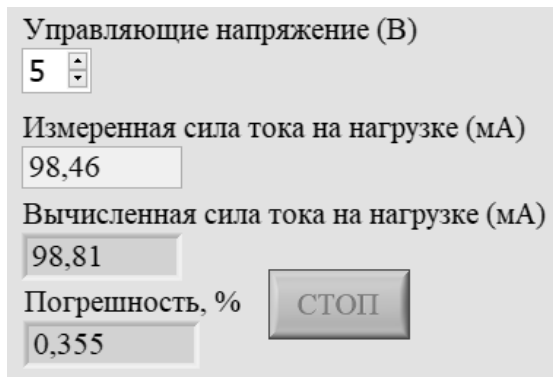 Управляющие напряжение (В)
5
Измеренная сила тока на нагрузке (мА)
98,46
Вычисленная сила тока на нагрузке (мА)
98,81
Погрешность, %
СТОП
0,355